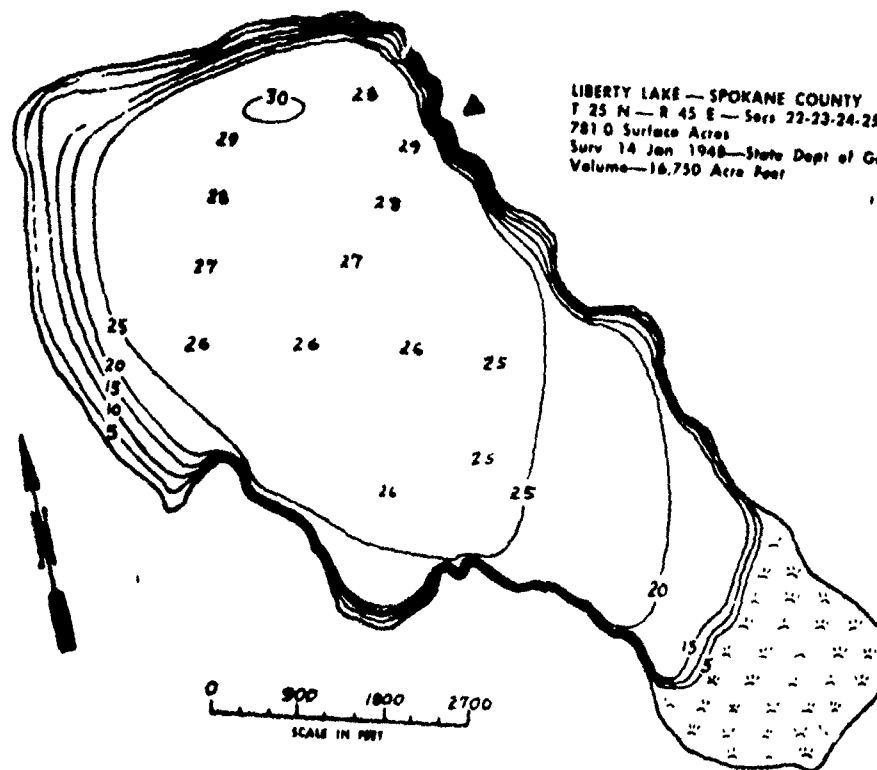 LIBERTY LAKE — SPOKANE COUNTY
T 25 N — R 45 E — Secs 22-23-24-25
781 0 Surface Acres
Surv 14 Jan 1948—State Dept of
Volume—16,750 Acre Feet
30 28
29 29
28 28
27 27
25
26 26 26 25
20
15
10
5
25
26 25
20
15
5
0 900 1800 2700
SCALE IN FEET